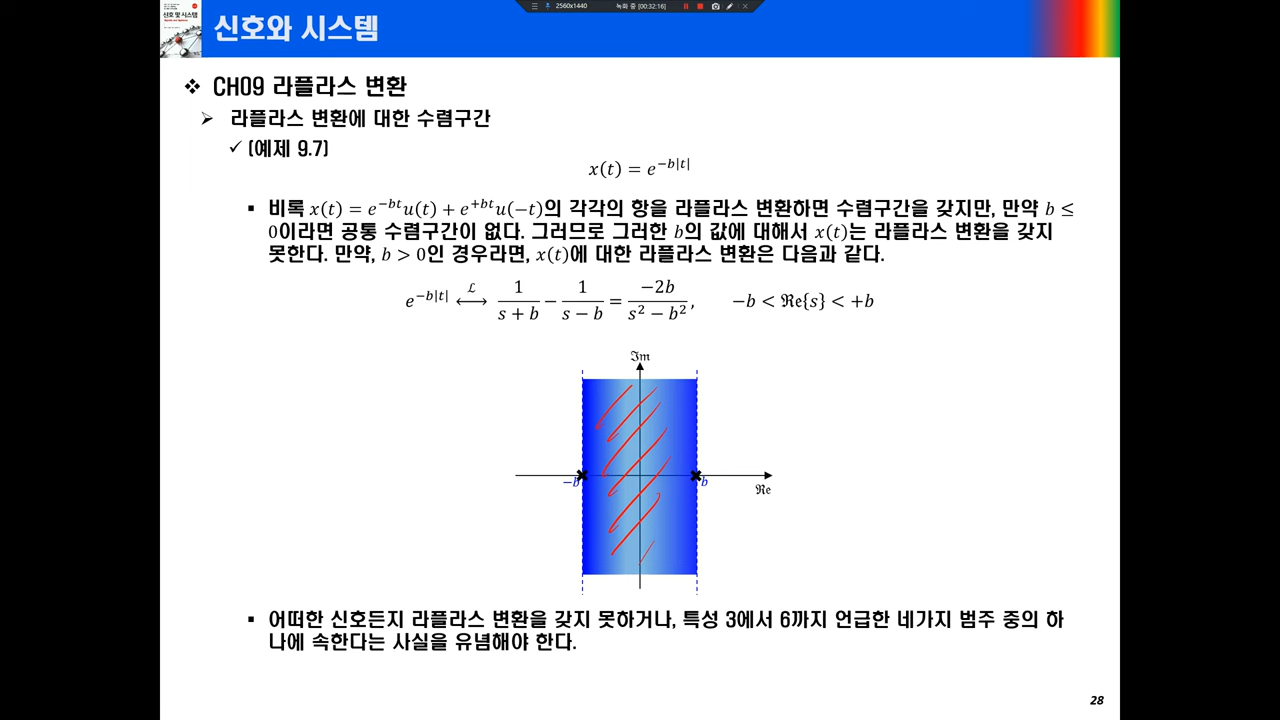 2560x1440 녹화 중 [00:32:16]
신호 및 시스템
신호와 시스템
❖ CH09 라플라스 변환
➢ 라플라스 변환에 대한 수렴구간
✓ (예제 9.7)
x(t) = e^{−b|t|}
▪ 비록 x(t) = e^{−bt}u(t) + e^{+bt}u(−t)의 각각의 항을 라플라스 변환하면 수렴구간을 갖지만, 만약 b ≤
0이라면 공통 수렴구간이 없다. 그러므로 그러한 b의 값에 대해서 x(t)는 라플라스 변환을 갖지
못한다. 만약, b > 0인 경우라면, x(t)에 대한 라플라스 변환은 다음과 같다.
e^{−b|t|} ⟷^{ℒ} 1/(s + b) − 1/(s − b) = −2b/(s² − b²), −b < ℜe{s} < +b
ℑm
−b b
ℜe
▪ 어떠한 신호든지 라플라스 변환을 갖지 못하거나, 특성 3에서 6까지 언급한 네가지 범주 중의 하
나에 속한다는 사실을 유념해야 한다.
28